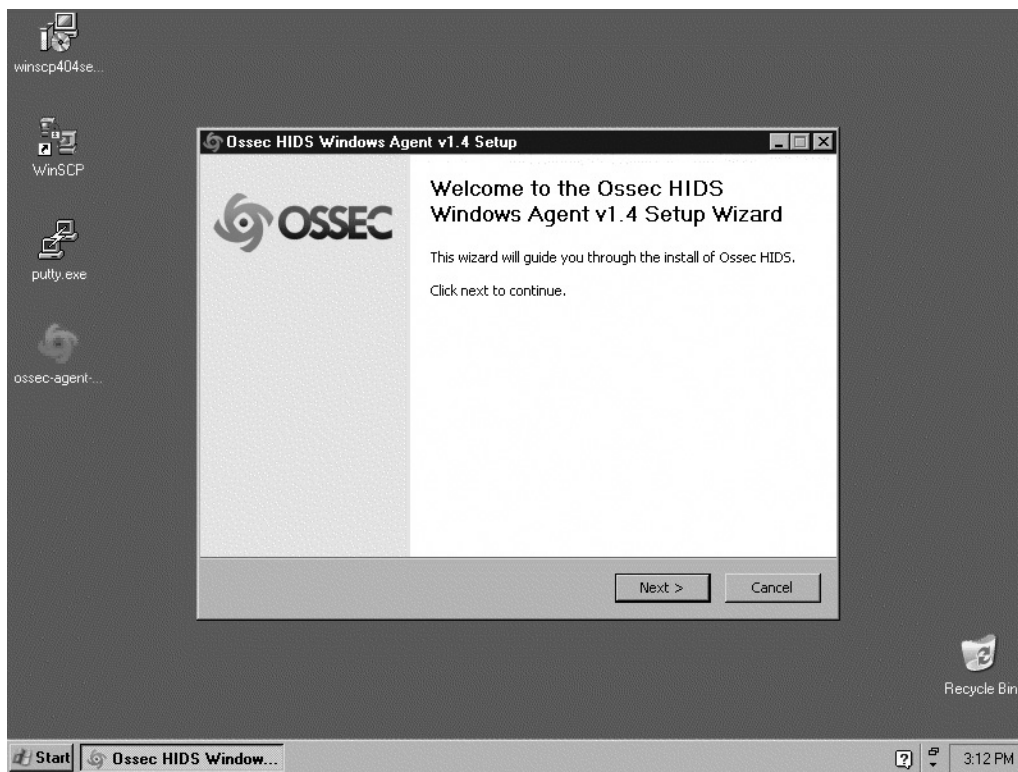 winscp404se...
WinSCP
putty.exe
ossec-agent-...
Ossec HIDS Windows Agent v1.4 Setup
OSSEC
Welcome to the Ossec HIDS
Windows Agent v1.4 Setup Wizard
This wizard will guide you through the install of Ossec HIDS.
Click next to continue.
Next >
Cancel
Recycle Bin
Start
Ossec HIDS Window...
3:12 PM